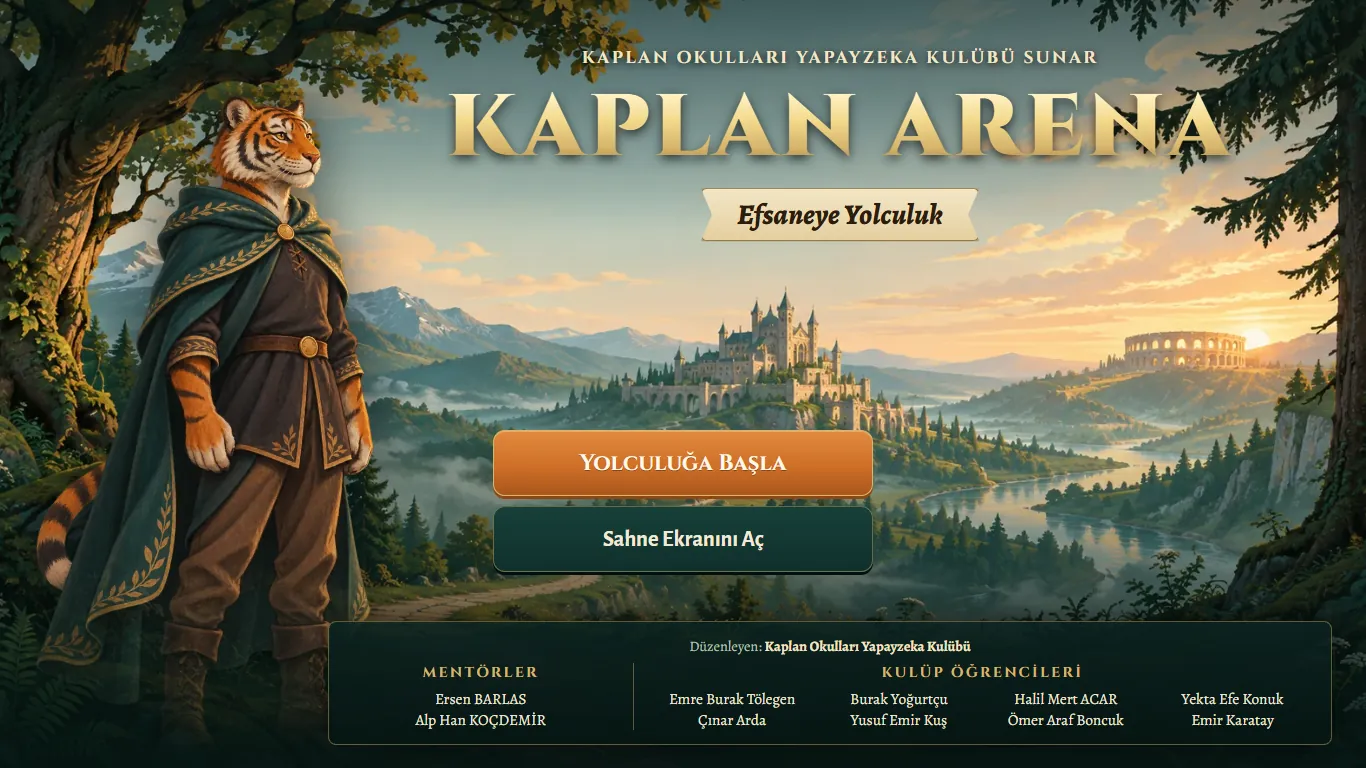 KAPLAN OKULLARI YAPAYZEKA KULÜBÜ SUNAR
KAPLAN ARENA
Efsaneye Yolculuk
YOLCULUĞA BAŞLA
Sahne Ekranını Aç
Düzenleyen: Kaplan Okulları Yapayzeka Kulübü
MENTÖRLER
Ersen BARLAS
Alp Han KOÇDEMİR
KULÜP ÖĞRENCİLERİ
Emre Burak Tölegen Burak Yoğurtçu Halil Mert ACAR Yekta Efe Konuk
Çınar Arda Yusuf Emir Kuş Ömer Araf Boncuk Emir Karatay